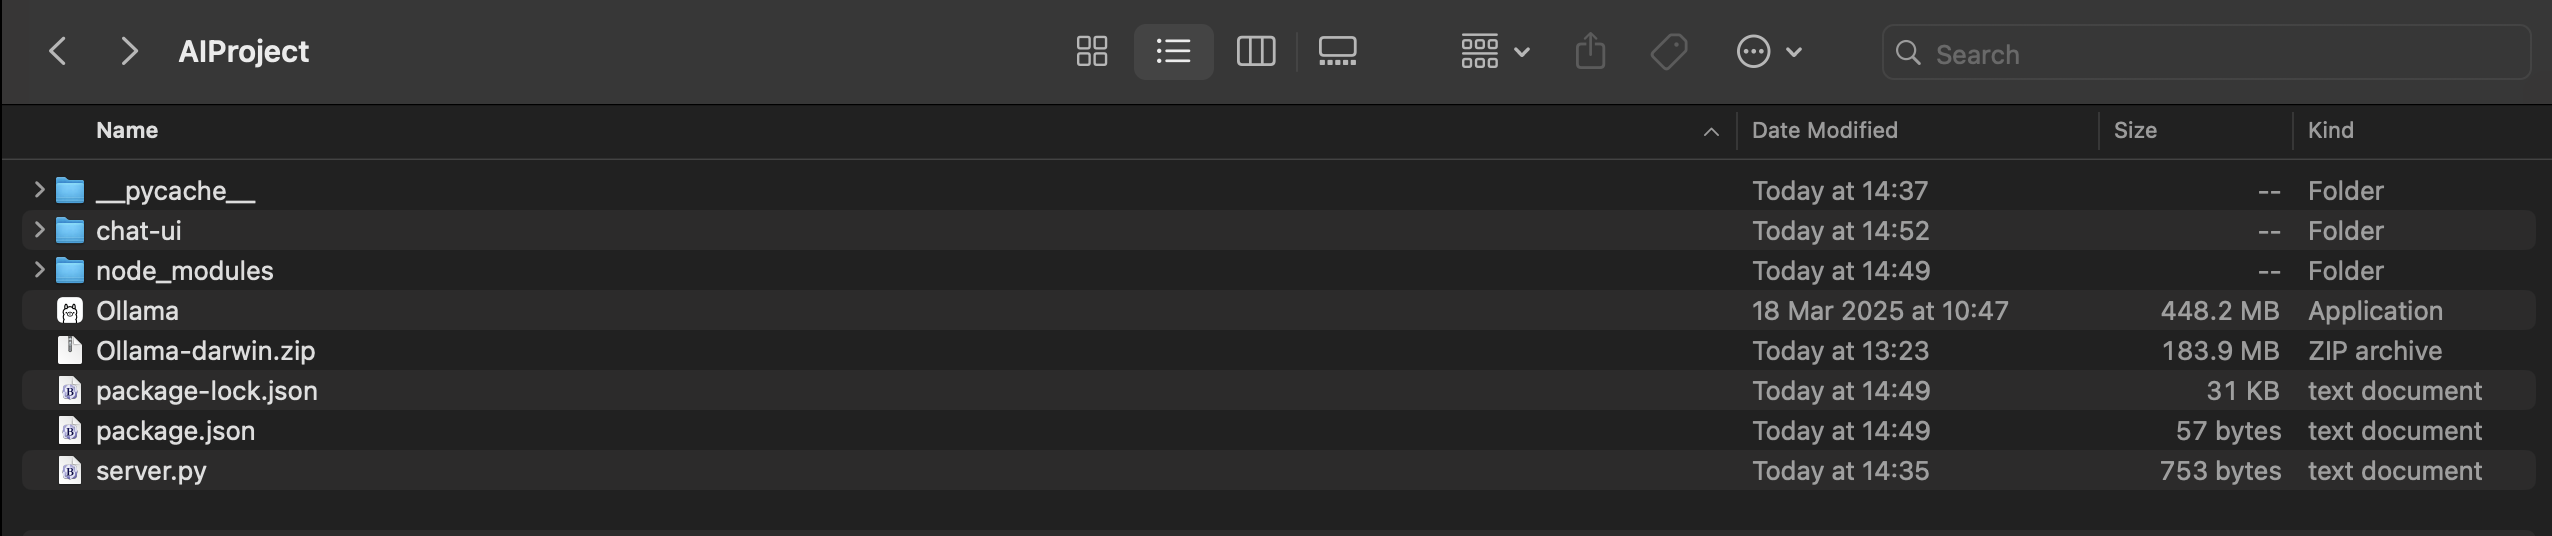 AIProject
Search
Name Date Modified Size Kind
__pycache__ Today at 14:37 -- Folder
chat-ui Today at 14:52 -- Folder
node_modules Today at 14:49 -- Folder
Ollama 18 Mar 2025 at 10:47 448.2 MB Application
Ollama-darwin.zip Today at 13:23 183.9 MB ZIP archive
package-lock.json Today at 14:49 31 KB text document
package.json Today at 14:49 57 bytes text document
server.py Today at 14:35 753 bytes text document